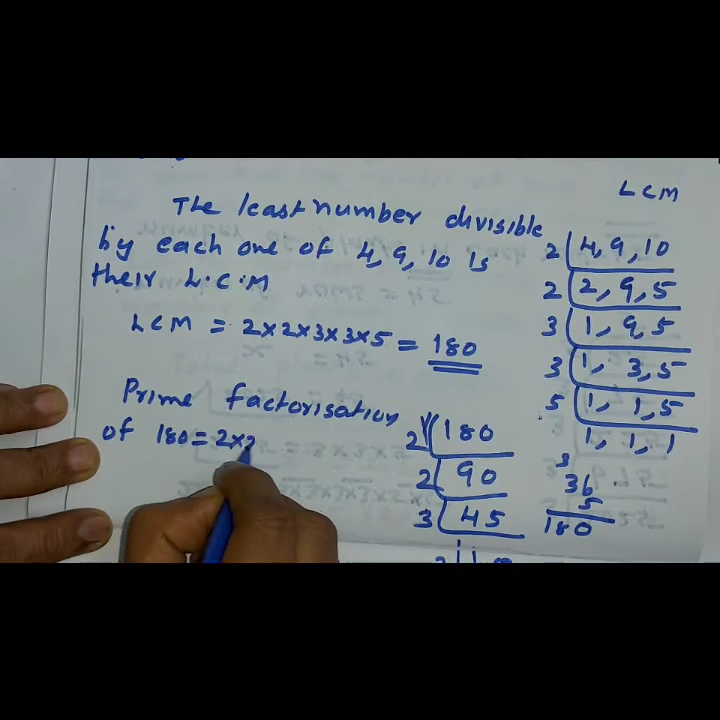 The least number divisible
by each one of 4, 9, 10 is
their L.C.M
LCM = 2×2×3×3×5 = 180
Prime factorisation
of 180 = 2×2
LCM
2 | 4, 9, 10
2 | 2, 9, 5
3 | 1, 9, 5
3 | 1, 3, 5
5 | 1, 1, 5
1, 1, 1
2 | 180
2 | 90
3 | 45
3
36
5
180